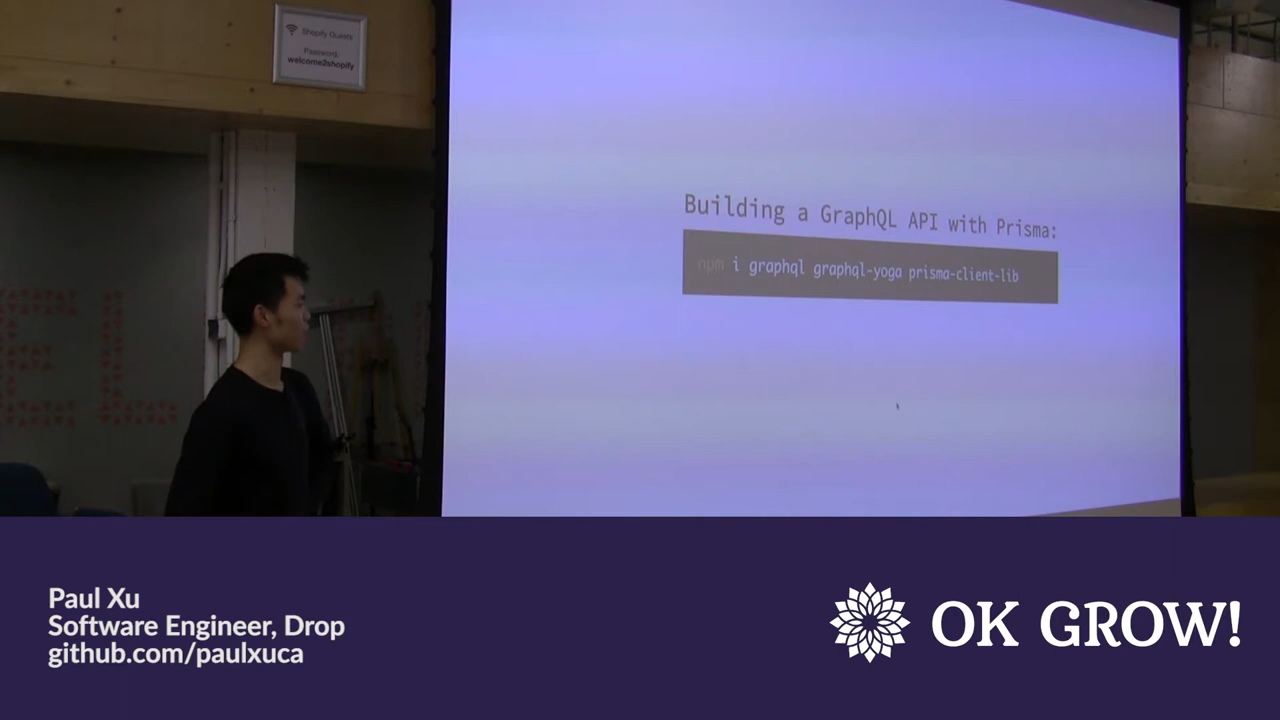 Shopify Guests
Password:
welcome2shopify
Building a GraphQL API with Prisma:
npm i graphql graphql-yoga prisma-client-lib
Paul Xu
Software Engineer, Drop
github.com/paulxuca
OK GROW!